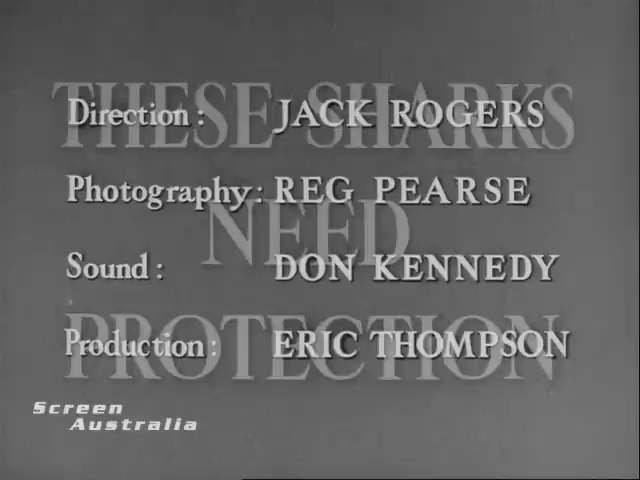 THESE SHARKS
Direction: JACK ROGERS
Photography: REG PEARSE
NEED
Sound: DON KENNEDY
PROTECTION
Production: ERIC THOMPSON
Screen
Australia